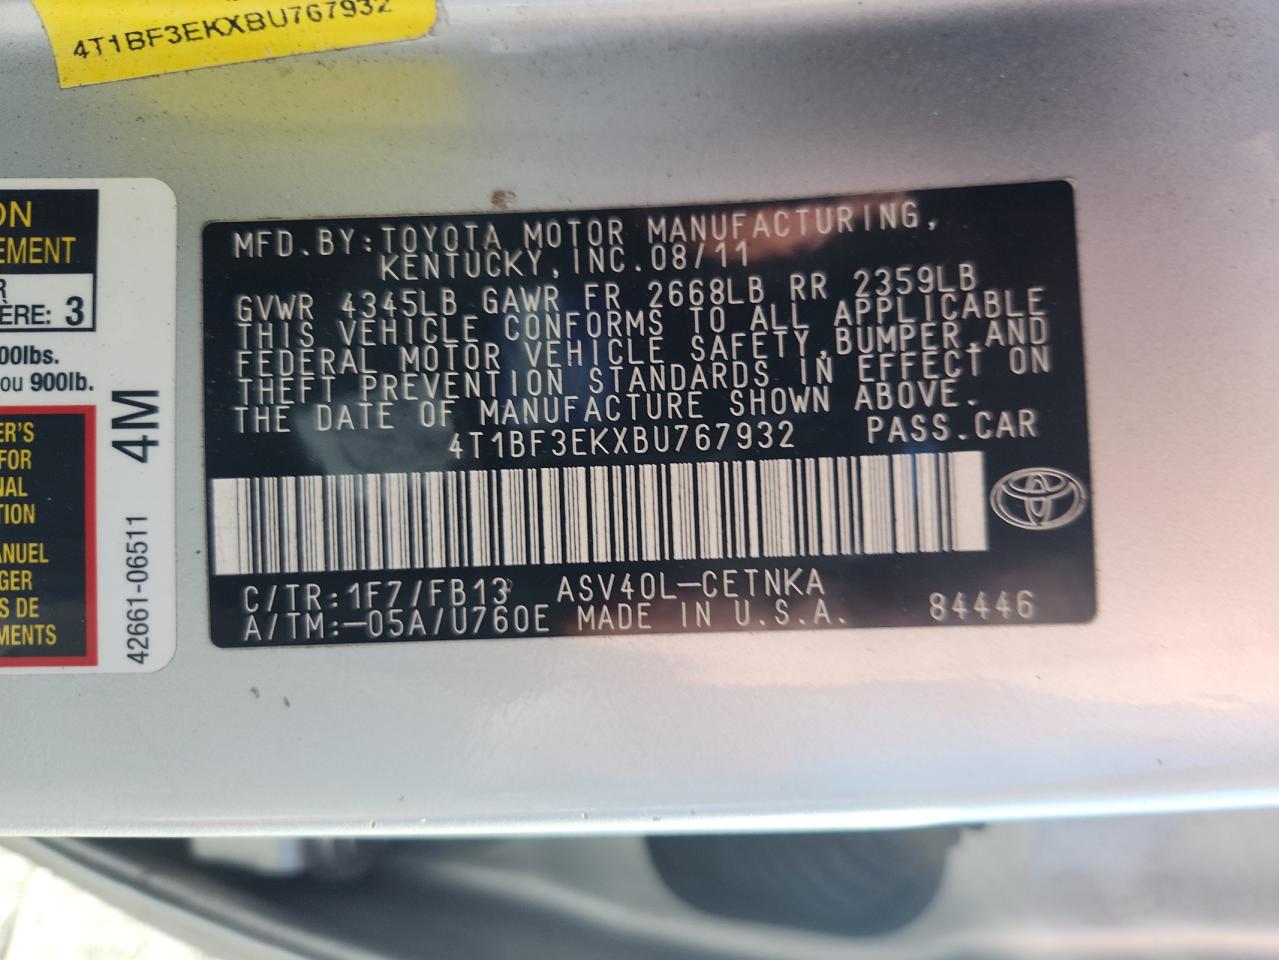 4T1BF3EKXBU767932
ON
EMENT
R
ERE: 3
00lbs.
ou 900lb.
ER'S
FOR
NAL
TION
ANUEL
GER
S DE
MENTS
4M
42661-06511
MFD.BY:TOYOTA MOTOR MANUFACTURING,
KENTUCKY,INC.08/11
GVWR 4345LB GAWR FR 2668LB RR 2359LB
THIS VEHICLE CONFORMS TO ALL APPLICABLE
FEDERAL MOTOR VEHICLE SAFETY,BUMPER,AND
THEFT PREVENTION STANDARDS IN EFFECT ON
THE DATE OF MANUFACTURE SHOWN ABOVE.
4T1BF3EKXBU767932 PASS.CAR
C/TR:1F7/FB13 ASV40L-CETNKA
A/TM:-05A/U760E MADE IN U.S.A. 84446